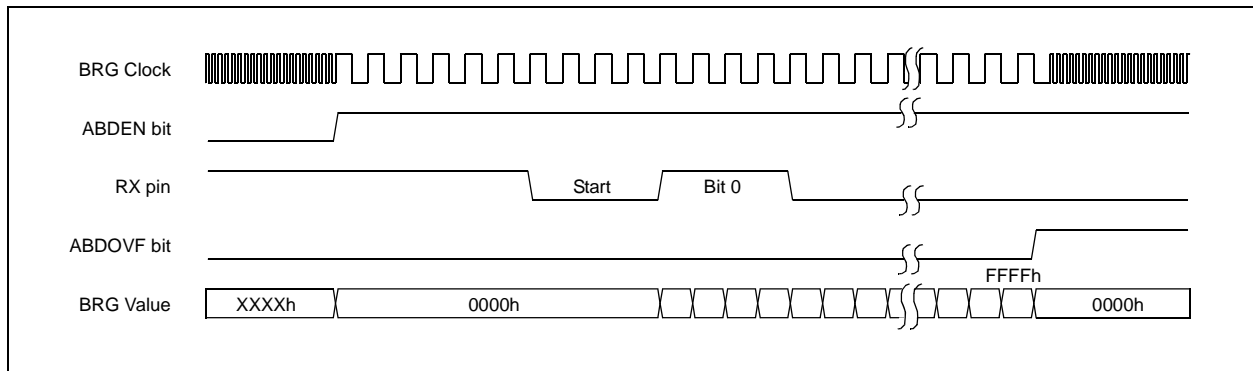 BRG Clock
ABDEN bit
RX pin
Start
Bit 0
ABDOVF bit
FFFFh
BRG Value
XXXXh
0000h
0000h